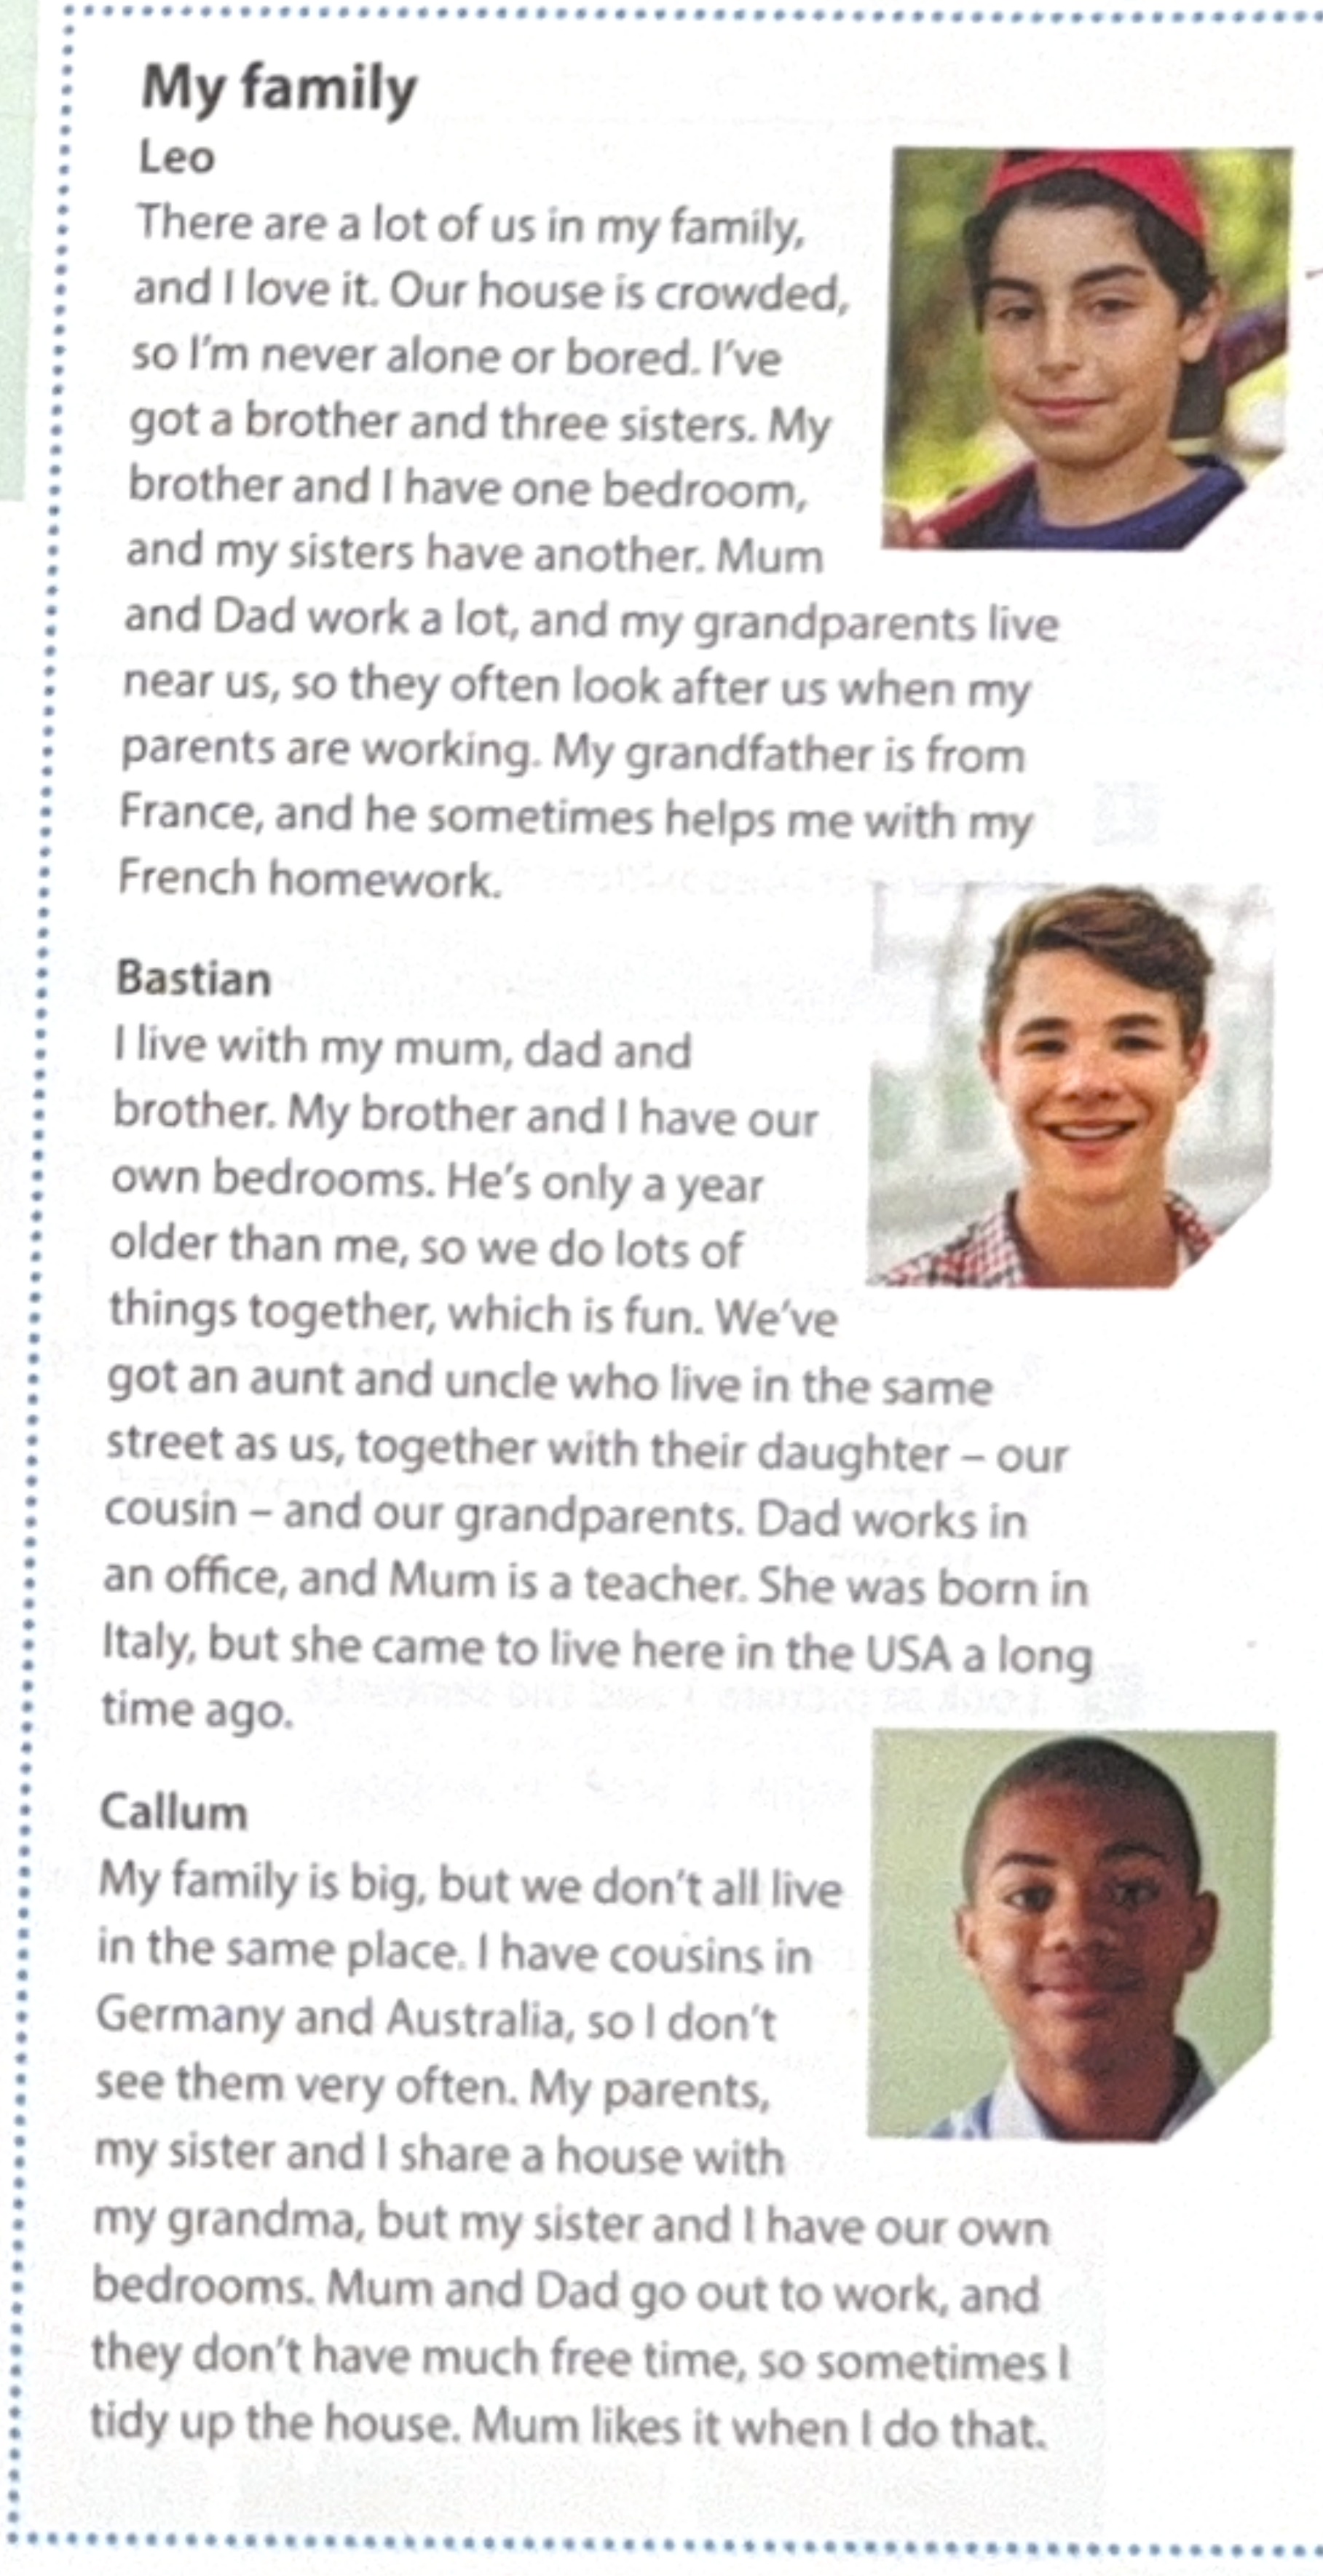 My family
Leo
There are a lot of us in my family,
and I love it. Our house is crowded,
so I'm never alone or bored. I've
got a brother and three sisters. My
brother and I have one bedroom,
and my sisters have another. Mum
and Dad work a lot, and my grandparents live
near us, so they often look after us when my
parents are working. My grandfather is from
France, and he sometimes helps me with my
French homework.
Bastian
I live with my mum, dad and
brother. My brother and I have our
own bedrooms. He's only a year
older than me, so we do lots of
things together, which is fun. We've
got an aunt and uncle who live in the same
street as us, together with their daughter – our
cousin – and our grandparents. Dad works in
an office, and Mum is a teacher. She was born in
Italy, but she came to live here in the USA a long
time ago.
Callum
My family is big, but we don't all live
in the same place. I have cousins in
Germany and Australia, so I don't
see them very often. My parents,
my sister and I share a house with
my grandma, but my sister and I have our own
bedrooms. Mum and Dad go out to work, and
they don't have much free time, so sometimes I
tidy up the house. Mum likes it when I do that.